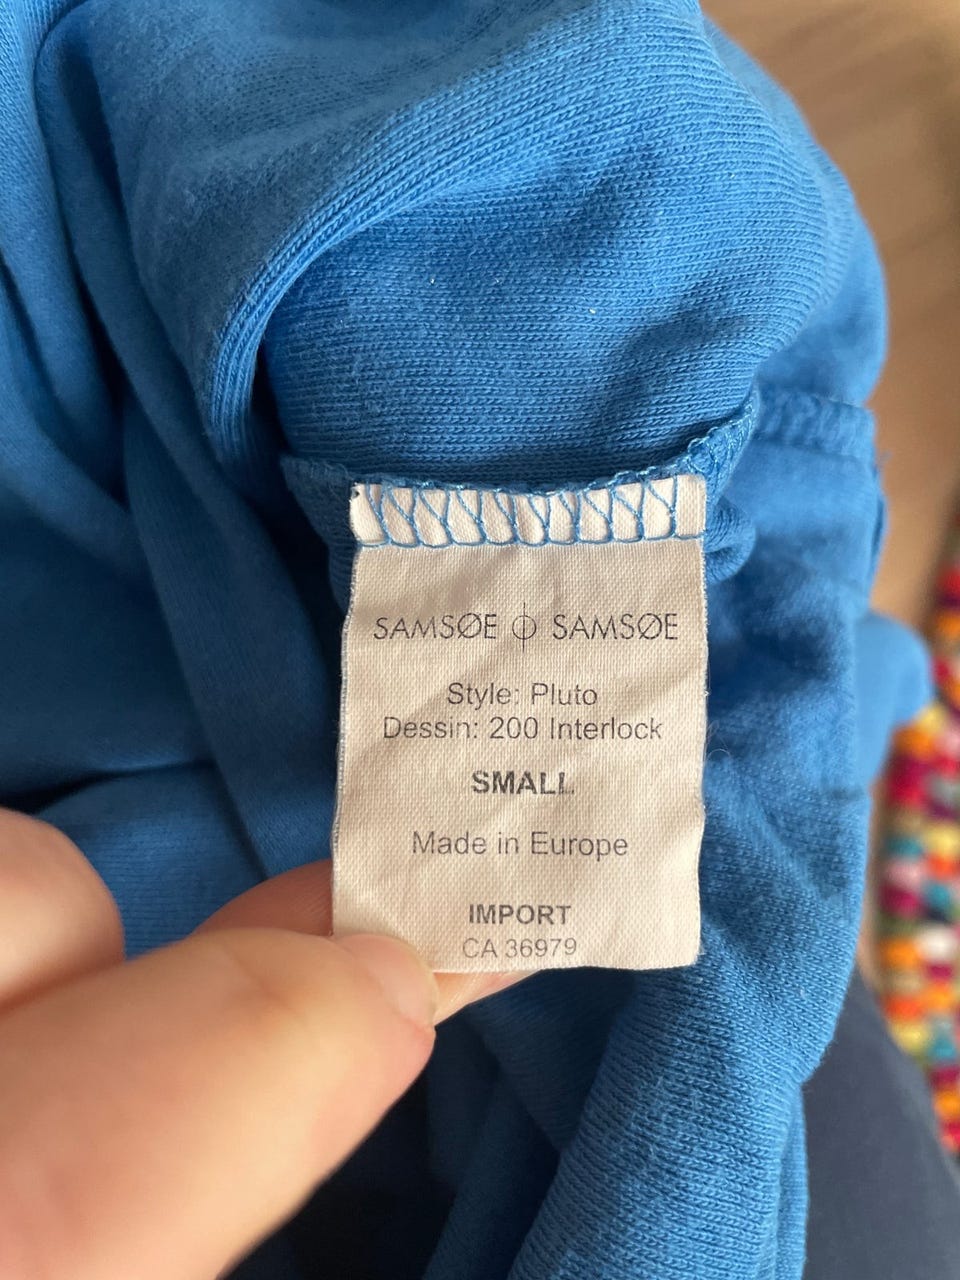 SAMSØE ϕ SAMSØE
Style: Pluto
Dessin: 200 Interlock
SMALL
Made in Europe
IMPORT
CA 36979